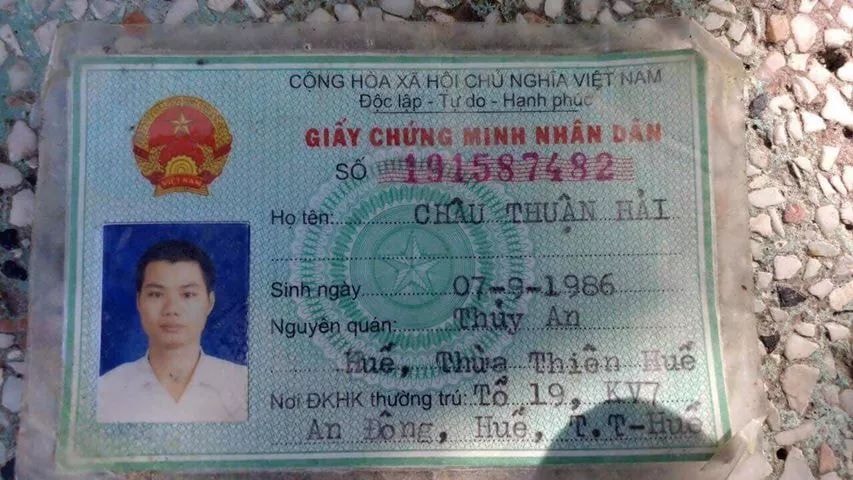 CỘNG HÒA XÃ HỘI CHỦ NGHĨA VIỆT NAM
Độc lập - Tự do - Hạnh phúc
GIẤY CHỨNG MINH NHÂN DÂN
SỐ 191587482
Họ tên: CHÂU THUẬN HẢI
Sinh ngày 07-9-1986
Nguyên quán: Thủy An
Huế, Thừa Thiên Huế
Nơi ĐKHK thường trú: Tổ 19, KV7
An Đông, Huế, T.T-Huế
VIỆT NAM